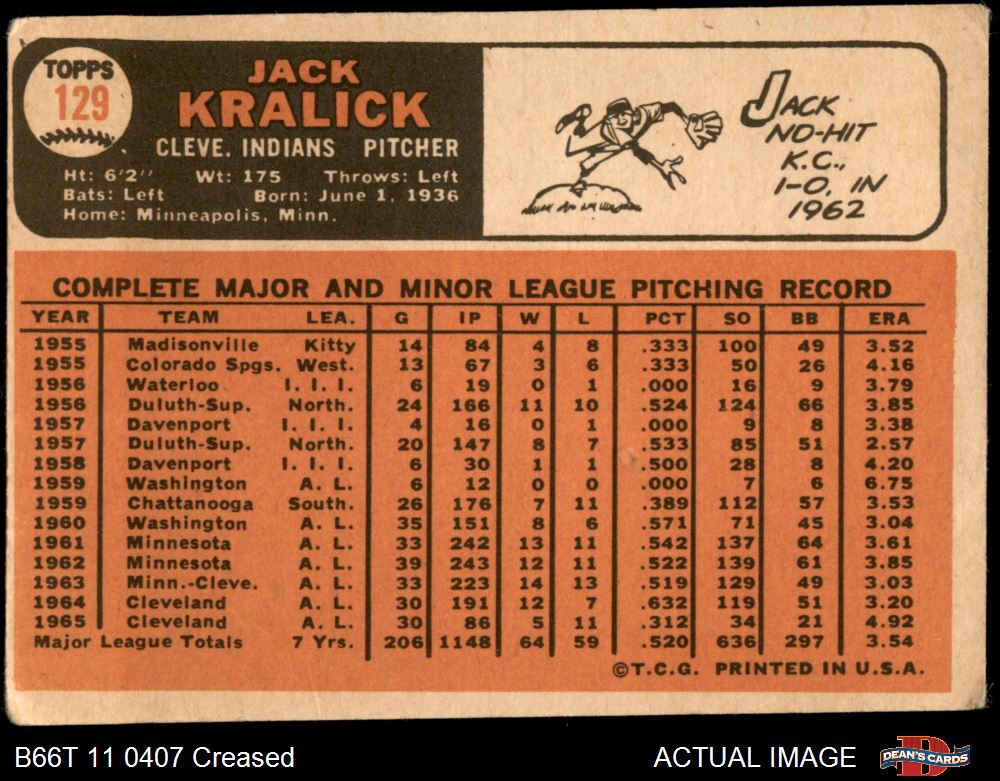 TOPPS
129
JACK
KRALICK
CLEVE. INDIANS PITCHER
Ht: 6'2" Wt: 175 Throws: Left
Bats: Left Born: June 1, 1936
Home: Minneapolis, Minn.
JACK
NO-HIT
K.C.,
1-0, IN
1962
COMPLETE MAJOR AND MINOR LEAGUE PITCHING RECORD
YEAR TEAM LEA. G IP W L PCT SO BB ERA
1955 Madisonville Kitty 14 84 4 8 .333 100 49 3.52
1955 Colorado Spgs. West. 13 67 3 6 .333 50 26 4.16
1956 Waterloo I. I. I. 6 19 0 1 .000 16 9 3.79
1956 Duluth-Sup. North. 24 166 11 10 .524 124 66 3.85
1957 Davenport I. I. I. 4 16 0 1 .000 9 8 3.38
1957 Duluth-Sup. North. 20 147 8 7 .533 85 51 2.57
1958 Davenport I. I. I. 6 30 1 1 .500 28 8 4.20
1959 Washington A. L. 6 12 0 0 .000 7 6 6.75
1959 Chattanooga South. 26 176 7 11 .389 112 57 3.53
1960 Washington A. L. 35 151 8 6 .571 71 45 3.04
1961 Minnesota A. L. 33 242 13 11 .542 137 64 3.61
1962 Minnesota A. L. 39 243 12 11 .522 139 61 3.85
1963 Minn.-Cleve. A. L. 33 223 14 13 .519 129 49 3.03
1964 Cleveland A. L. 30 191 12 7 .632 119 51 3.20
1965 Cleveland A. L. 30 86 5 11 .312 34 21 4.92
Major League Totals 7 Yrs. 206 1148 64 59 .520 636 297 3.54
©T.C.G. PRINTED IN U.S.A.
B66T 11 0407 Creased ACTUAL IMAGE DEAN'S CARDS